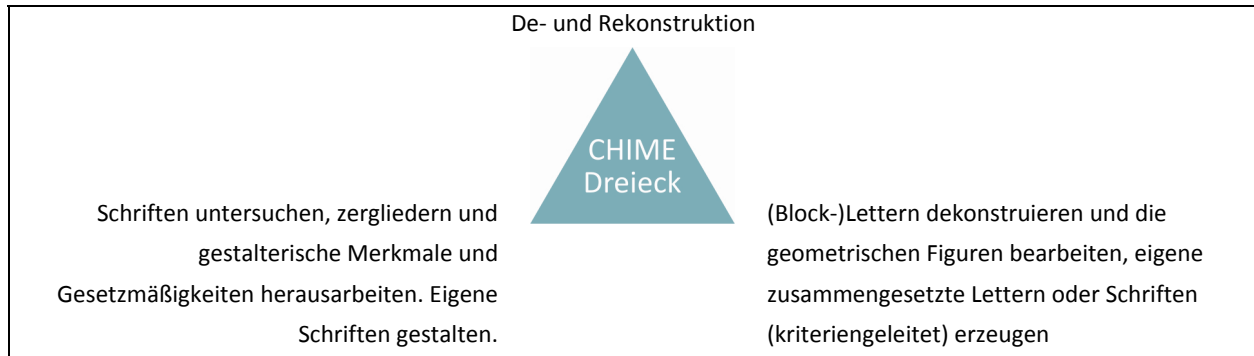 De- und Rekonstruktion
CHIME
Dreieck
Schriften untersuchen, zergliedern und
gestalterische Merkmale und
Gesetzmäßigkeiten herausarbeiten. Eigene
Schriften gestalten.
(Block-)Lettern dekonstruieren und die
geometrischen Figuren bearbeiten, eigene
zusammengesetzte Lettern oder Schriften
(kriteriengeleitet) erzeugen